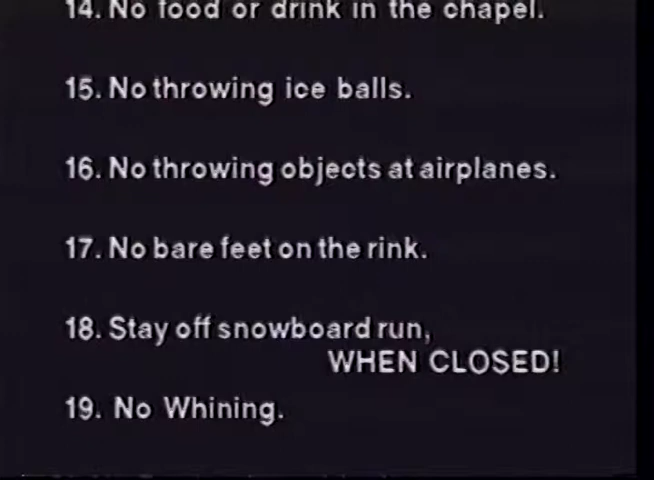 14. No food or drink in the chapel.
15. No throwing ice balls.
16. No throwing objects at airplanes.
17. No bare feet on the rink.
18. Stay off snowboard run,
WHEN CLOSED!
19. No Whining.